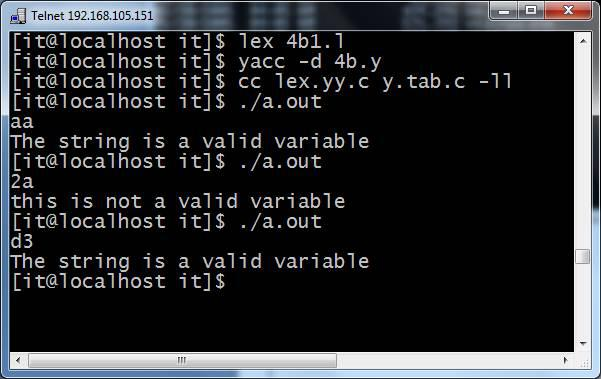 Telnet 192.168.105.151
[it@localhost it]$ lex 4b1.l
[it@localhost it]$ yacc -d 4b.y
[it@localhost it]$ cc lex.yy.c y.tab.c -ll
[it@localhost it]$ ./a.out
aa
The string is a valid variable
[it@localhost it]$ ./a.out
2a
this is not a valid variable
[it@localhost it]$ ./a.out
d3
The string is a valid variable
[it@localhost it]$